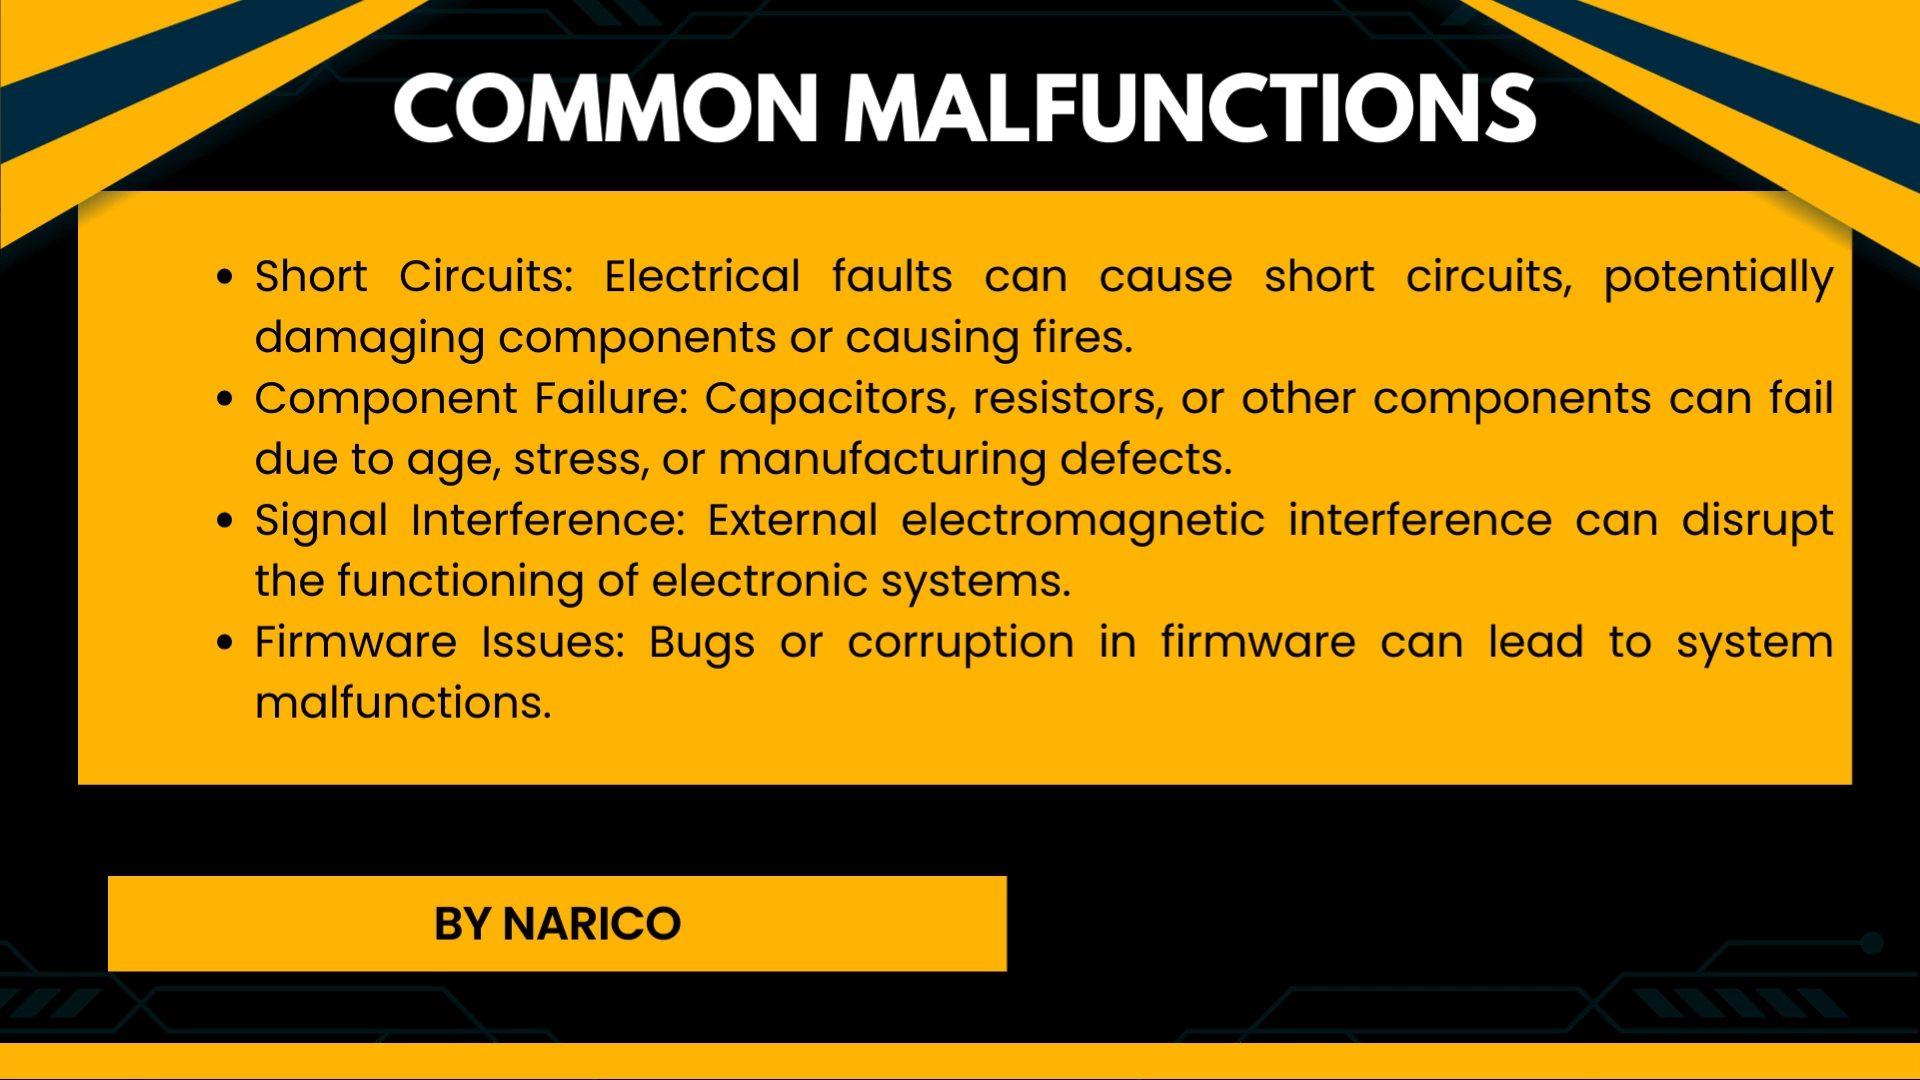 COMMON MALFUNCTIONS
• Short Circuits: Electrical faults can cause short circuits, potentially
damaging components or causing fires.
• Component Failure: Capacitors, resistors, or other components can fail
due to age, stress, or manufacturing defects.
• Signal Interference: External electromagnetic interference can disrupt
the functioning of electronic systems.
• Firmware Issues: Bugs or corruption in firmware can lead to system
malfunctions.
BY NARICO